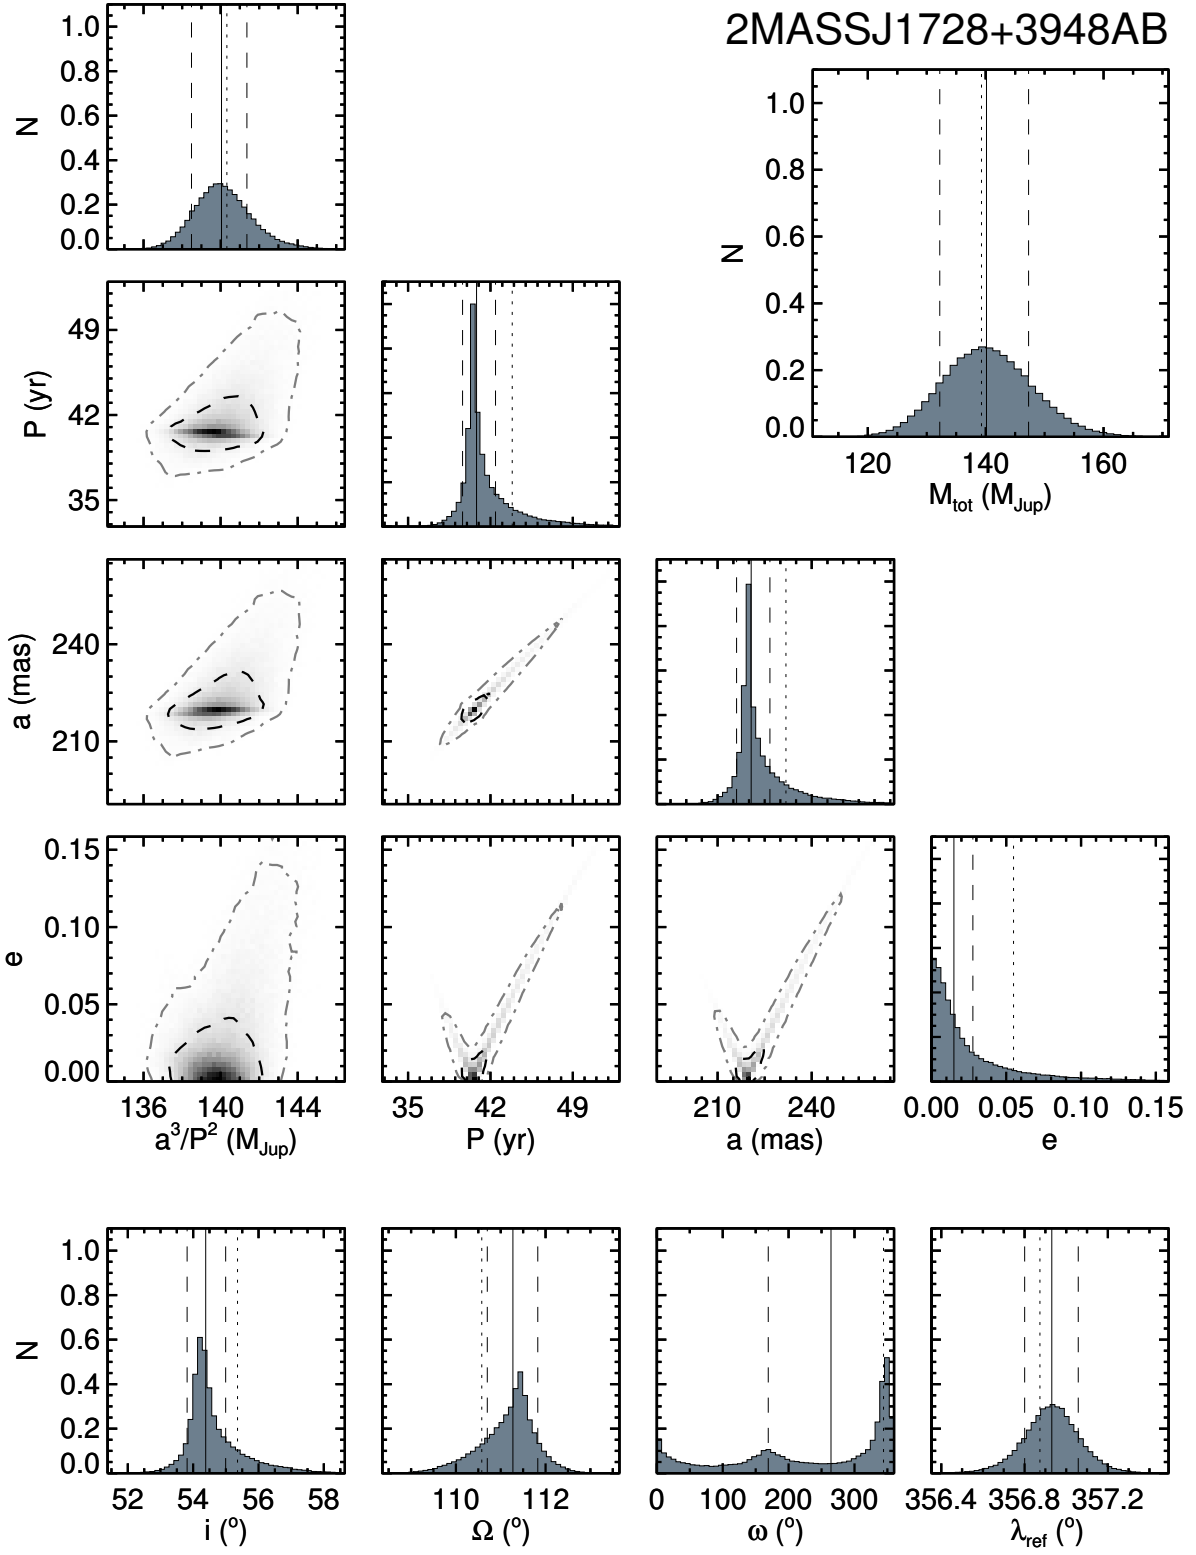 2MASSJ1728+3948AB
1.0
0.8
0.6
0.4
0.2
0.0
N
1.0
0.8
0.6
0.4
0.2
0.0
N
120 140 160
M_tot (M_Jup)
49
42
35
P (yr)
240
210
a (mas)
0.15
0.10
0.05
0.00
e
136 140 144
a³/P² (M_Jup)
35 42 49
P (yr)
210 240
a (mas)
0.00 0.05 0.10 0.15
e
1.0
0.8
0.6
0.4
0.2
0.0
N
52 54 56 58
i (°)
110 112
Ω (°)
0 100 200 300
ω (°)
356.4 356.8 357.2
λ_ref (°)